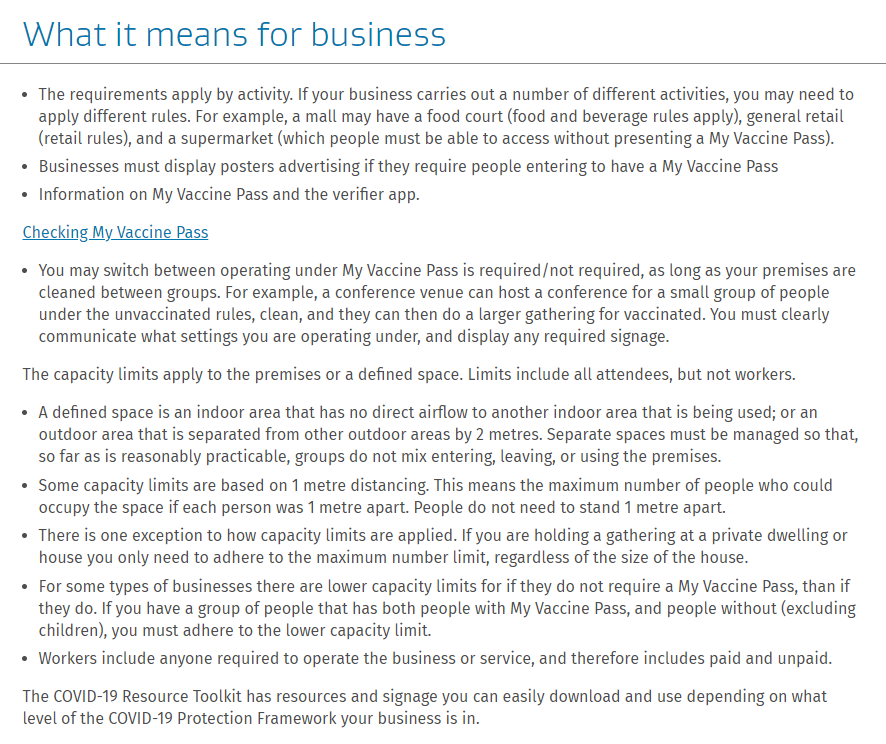 What it means for business
• The requirements apply by activity. If your business carries out a number of different activities, you may need to
apply different rules. For example, a mall may have a food court (food and beverage rules apply), general retail
(retail rules), and a supermarket (which people must be able to access without presenting a My Vaccine Pass).
• Businesses must display posters advertising if they require people entering to have a My Vaccine Pass
• Information on My Vaccine Pass and the verifier app.
Checking My Vaccine Pass
• You may switch between operating under My Vaccine Pass is required/not required, as long as your premises are
cleaned between groups. For example, a conference venue can host a conference for a small group of people
under the unvaccinated rules, clean, and they can then do a larger gathering for vaccinated. You must clearly
communicate what settings you are operating under, and display any required signage.
The capacity limits apply to the premises or a defined space. Limits include all attendees, but not workers.
• A defined space is an indoor area that has no direct airflow to another indoor area that is being used; or an
outdoor area that is separated from other outdoor areas by 2 metres. Separate spaces must be managed so that,
so far as is reasonably practicable, groups do not mix entering, leaving, or using the premises.
• Some capacity limits are based on 1 metre distancing. This means the maximum number of people who could
occupy the space if each person was 1 metre apart. People do not need to stand 1 metre apart.
• There is one exception to how capacity limits are applied. If you are holding a gathering at a private dwelling or
house you only need to adhere to the maximum number limit, regardless of the size of the house.
• For some types of businesses there are lower capacity limits for if they do not require a My Vaccine Pass, than if
they do. If you have a group of people that has both people with My Vaccine Pass, and people without (excluding
children), you must adhere to the lower capacity limit.
• Workers include anyone required to operate the business or service, and therefore includes paid and unpaid.
The COVID-19 Resource Toolkit has resources and signage you can easily download and use depending on what
level of the COVID-19 Protection Framework your business is in.